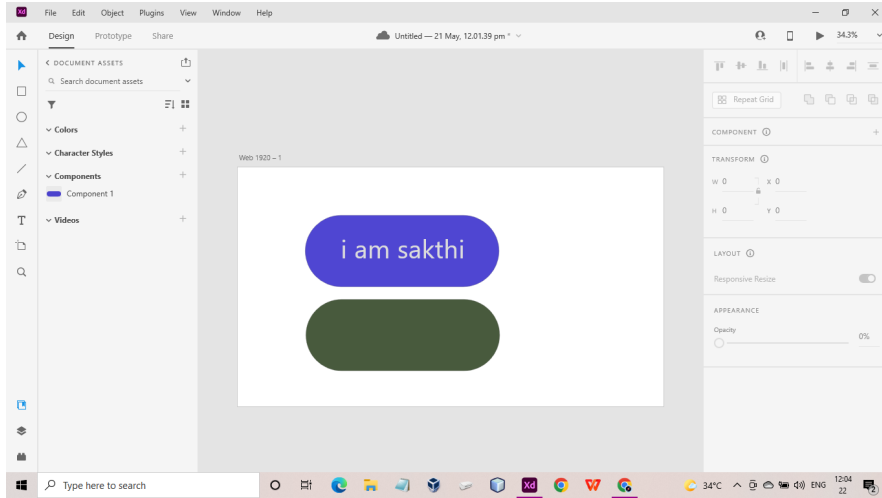 Xd File Edit Object Plugins View Window Help
Design Prototype Share
Untitled — 21 May, 12.01.39 pm *
34.3%
DOCUMENT ASSETS
Search document assets
Colors
Character Styles
Components
Component 1
Videos
T
Web 1920 – 1
i am sakthi
Repeat Grid
COMPONENT
TRANSFORM
W 0 X 0
H 0 Y 0
LAYOUT
Responsive Resize
APPEARANCE
Opacity
0%
Type here to search
Xd
W
34°C
ENG
12:04
22
2